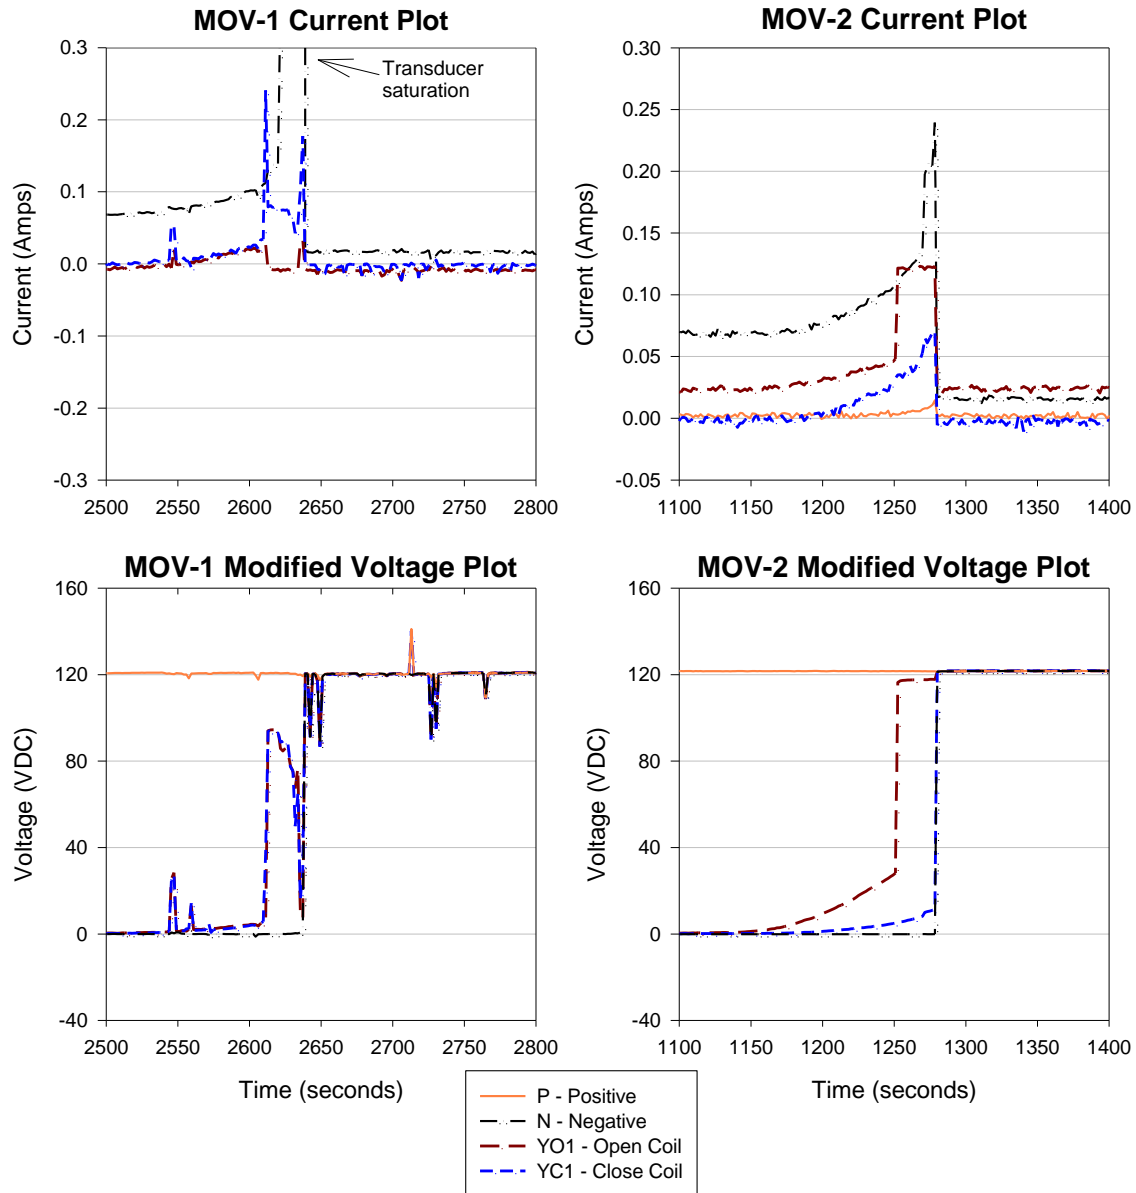 MOV-1 Current Plot
0.3
0.2
0.1
0.0
-0.1
-0.2
-0.3
Current (Amps)
Transducer
saturation
2500 2550 2600 2650 2700 2750 2800
MOV-2 Current Plot
0.30
0.25
0.20
0.15
0.10
0.05
0.00
-0.05
Current (Amps)
1100 1150 1200 1250 1300 1350 1400
MOV-1 Modified Voltage Plot
160
120
80
40
0
-40
Voltage (VDC)
2500 2550 2600 2650 2700 2750 2800
Time (seconds)
MOV-2 Modified Voltage Plot
160
120
80
40
0
-40
Voltage (VDC)
1100 1150 1200 1250 1300 1350 1400
Time (seconds)
P - Positive
N - Negative
YO1 - Open Coil
YC1 - Close Coil